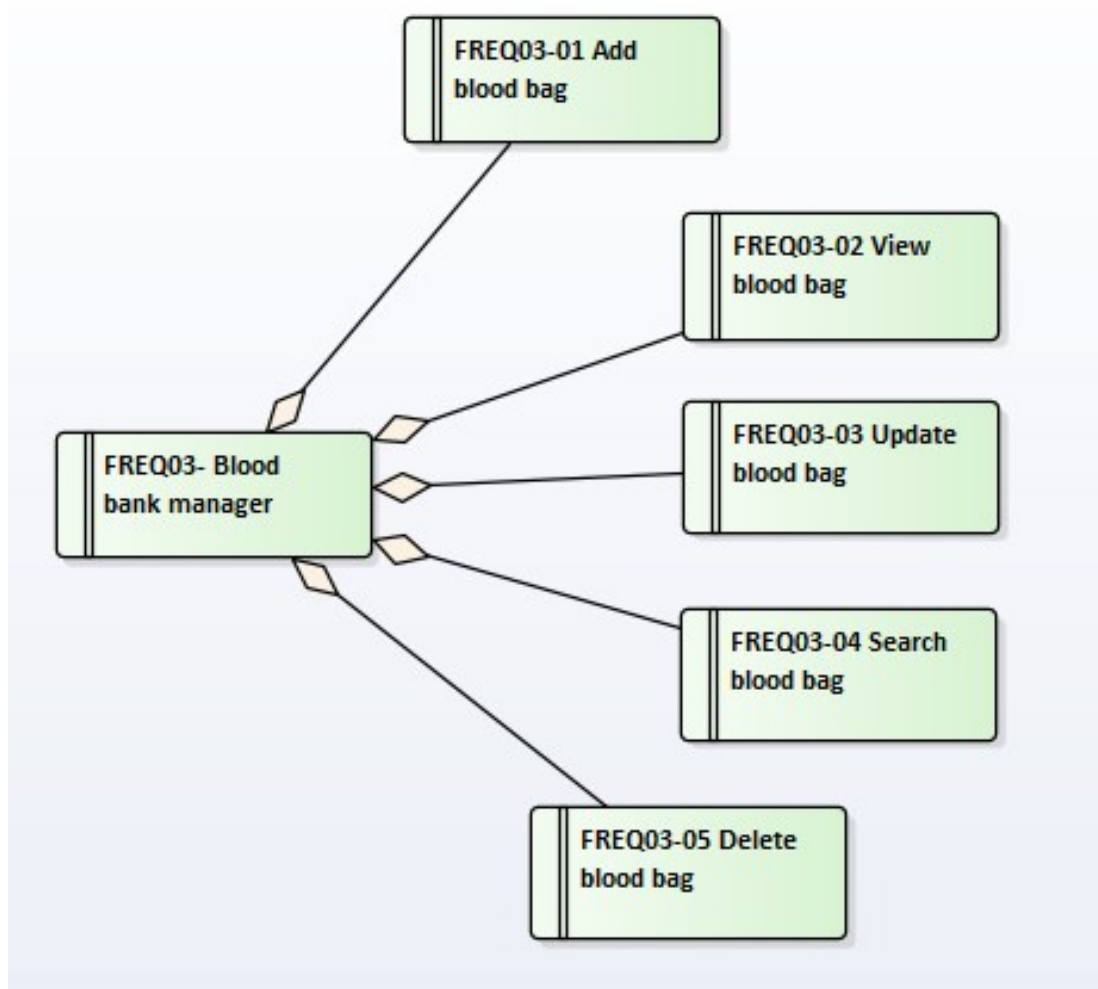 FREQ03-01 Add
blood bag
FREQ03-02 View
blood bag
FREQ03-03 Update
blood bag
FREQ03- Blood
bank manager
FREQ03-04 Search
blood bag
FREQ03-05 Delete
blood bag